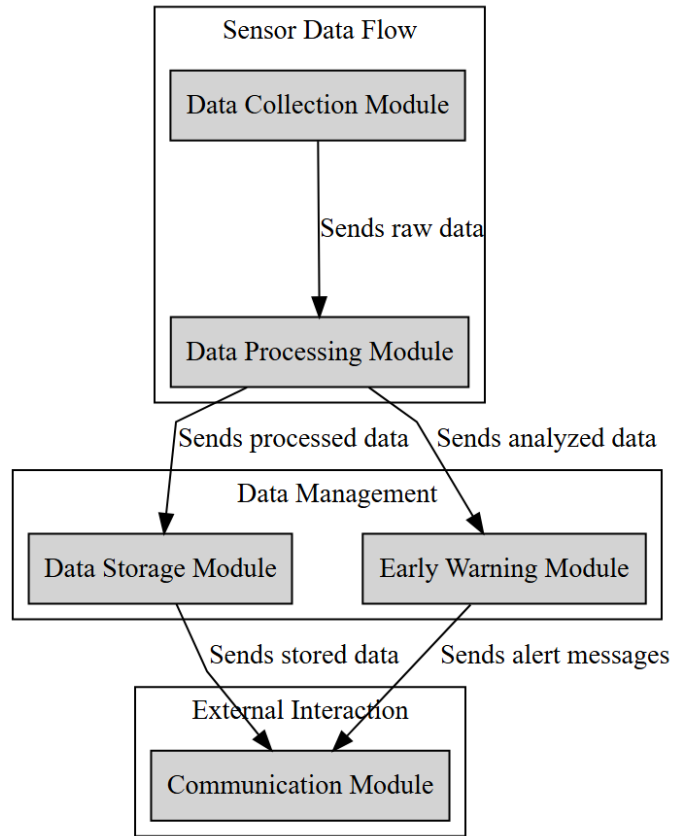 Sensor Data Flow
Data Collection Module
Sends raw data
Data Processing Module
Sends processed data
Sends analyzed data
Data Management
Data Storage Module
Early Warning Module
Sends stored data
Sends alert messages
External Interaction
Communication Module